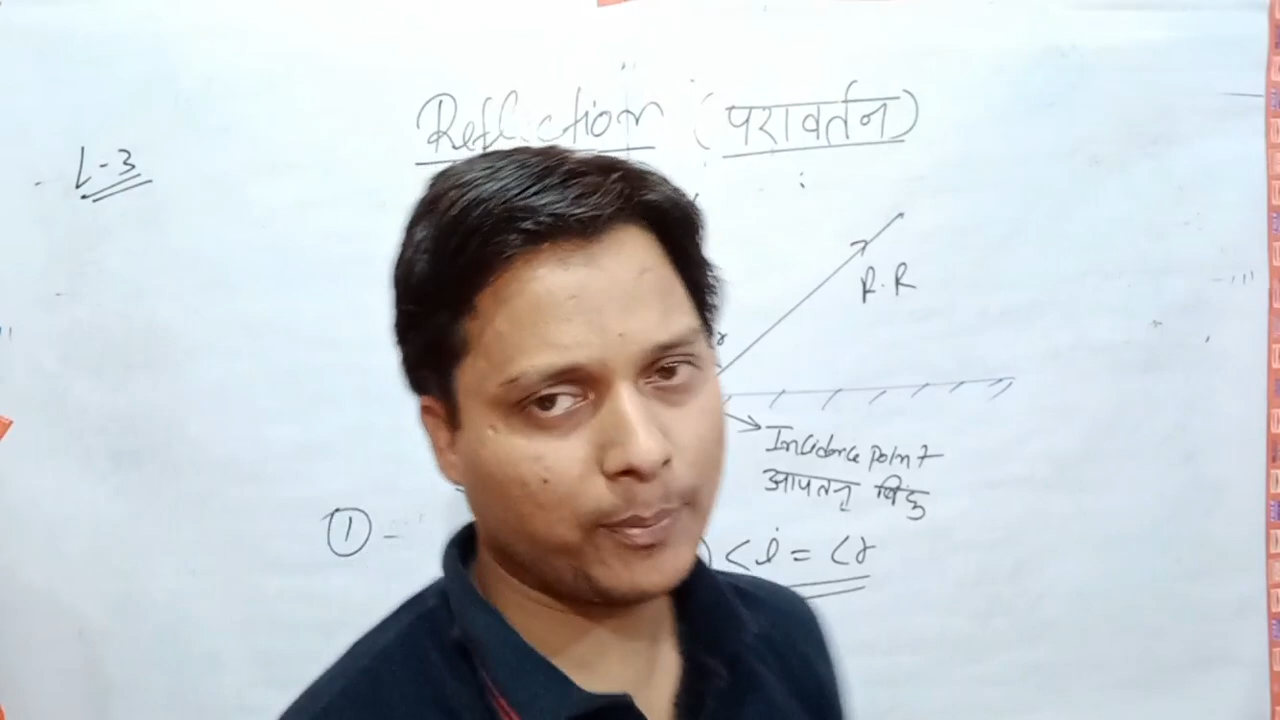 Reflection (परावर्तन)
L-3
R.R
r
Incidence Point
आपतन बिंदु
① -
) <i = <r